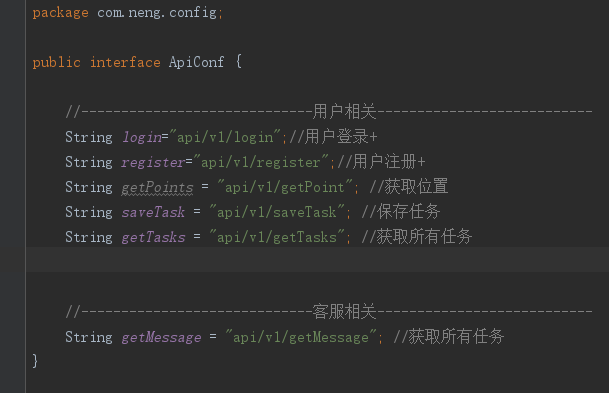 package com.neng.config;
public interface ApiConf {
//-----------------------------用户相关---------------------------
String login="api/v1/login";//用户登录+
String register="api/v1/register";//用户注册+
String getPoints = "api/v1/getPoint"; //获取位置
String saveTask = "api/v1/saveTask"; //保存任务
String getTasks = "api/v1/getTasks"; //获取所有任务
//-----------------------------客服相关---------------------------
String getMessage = "api/v1/getMessage"; //获取所有任务
}